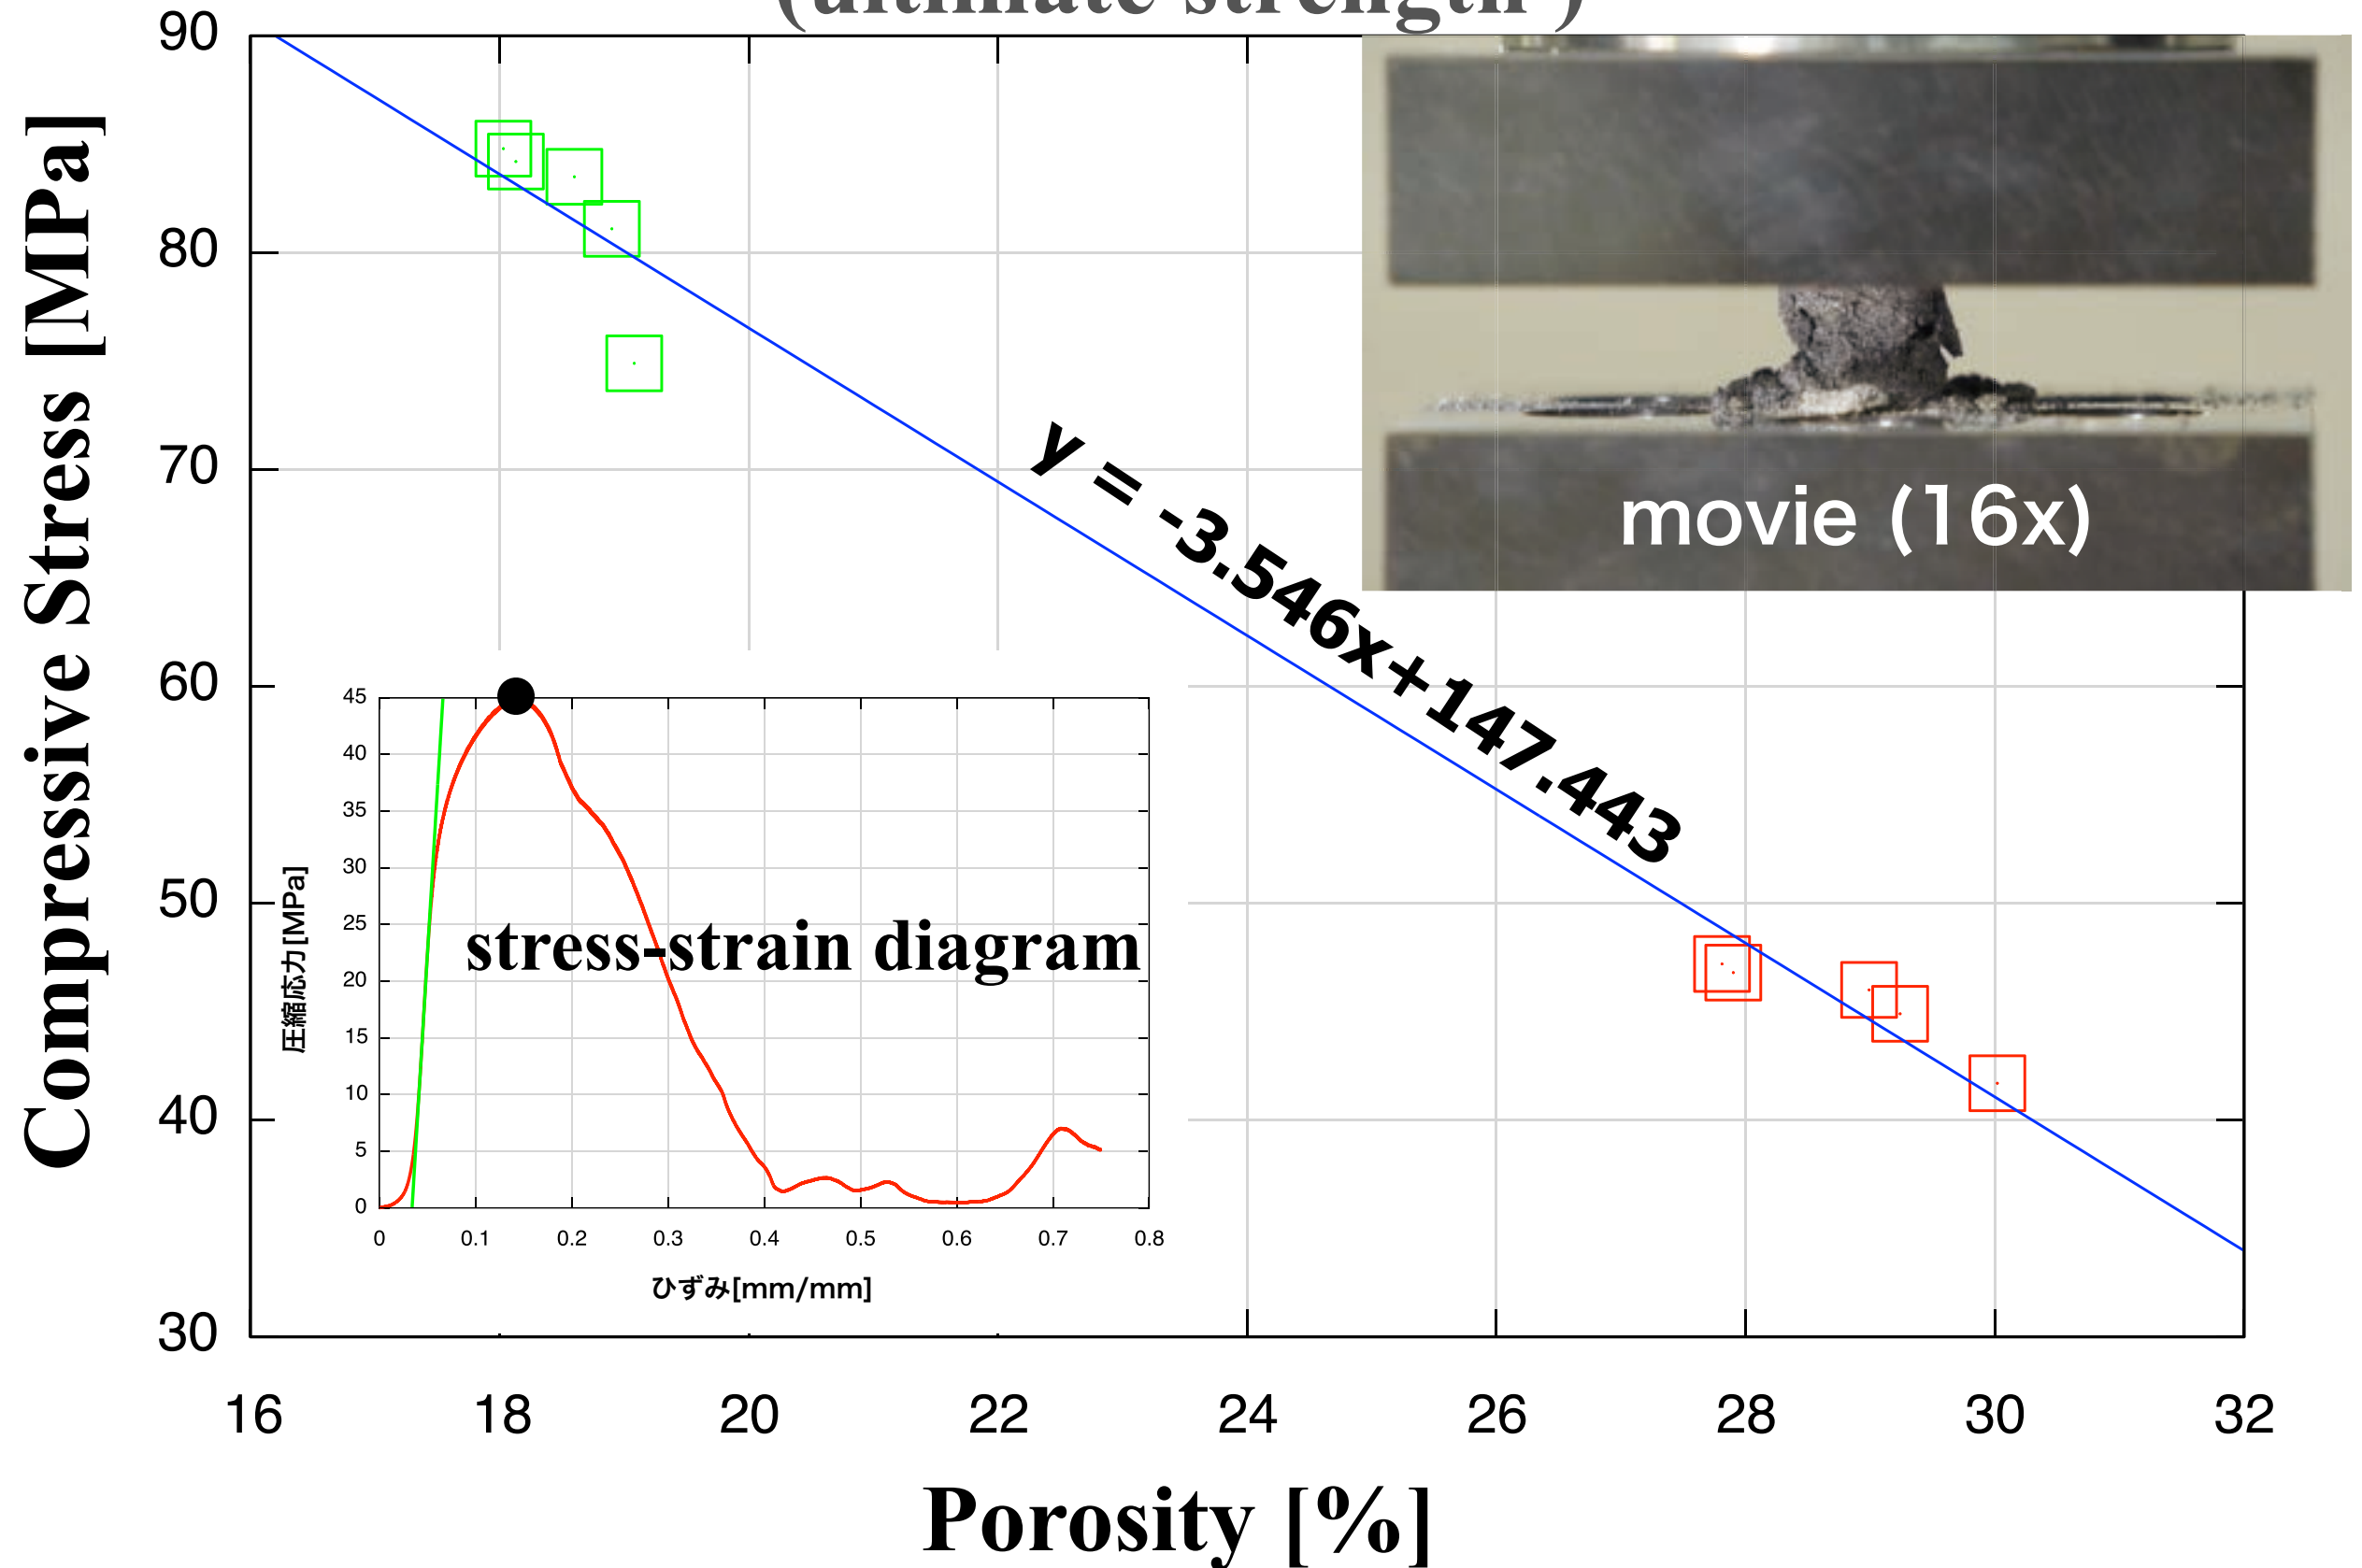 (ultimate strength )
Compressive Stress [MPa]
90
80
70
60
50
40
30
movie (16x)
y = -3.546x+147.443
45
40
35
30
25
20
15
10
5
0
圧縮応力[MPa]
stress-strain diagram
0 0.1 0.2 0.3 0.4 0.5 0.6 0.7 0.8
ひずみ[mm/mm]
16 18 20 22 24 26 28 30 32
Porosity [%]